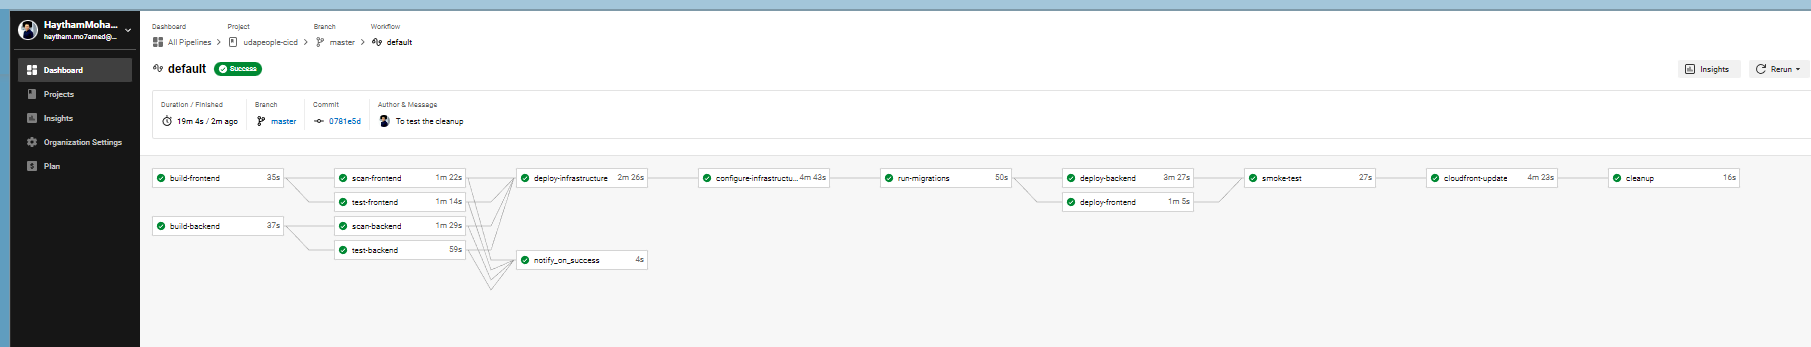 HaythamMoha...
haytham.mo7amed@...
Dashboard
Projects
Insights
Organization Settings
Plan
Dashboard Project Branch Workflow
All Pipelines udapeople-cicd master default
default Success
Insights Rerun
Duration / Finished Branch Commit Author & Message
19m 4s / 2m ago master 0781e5d To test the cleanup
build-frontend 35s
scan-frontend 1m 22s
deploy-infrastructure 2m 26s
configure-infrastructu... 4m 43s
run-migrations 50s
deploy-backend 3m 27s
smoke-test 27s
cloudfront-update 4m 23s
cleanup 16s
test-frontend 1m 14s
deploy-frontend 1m 5s
build-backend 37s
scan-backend 1m 29s
test-backend 59s
notify_on_success 4s